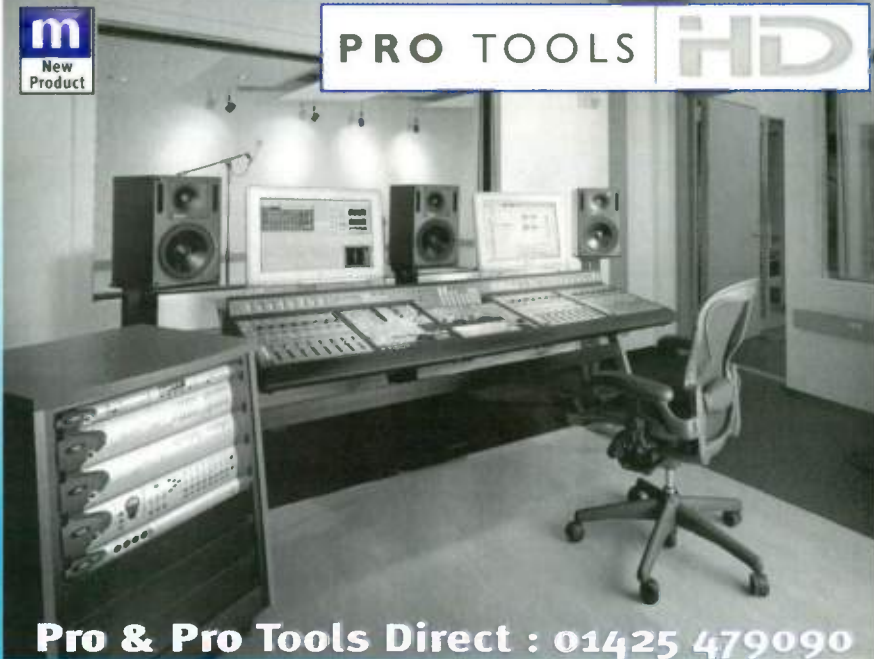 m
New
Product
PRO TOOLS HD
Pro & Pro Tools Direct : 01425 479090